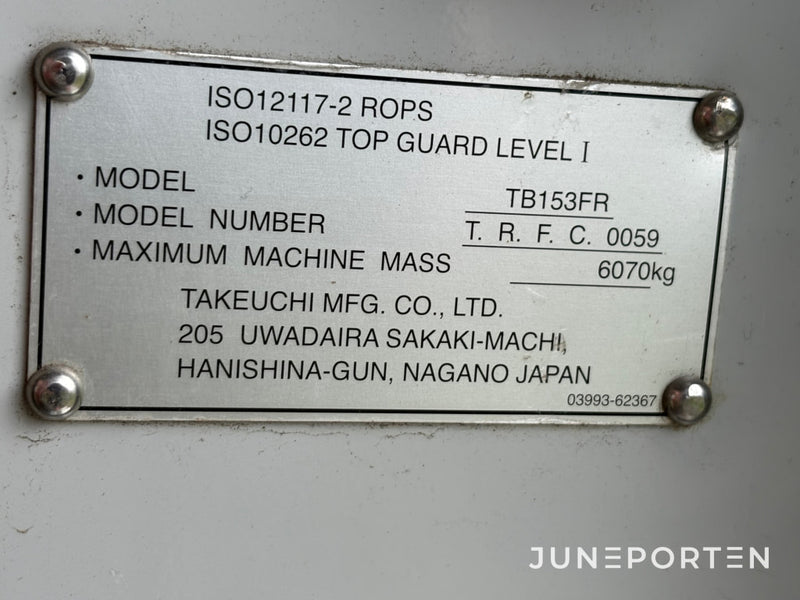 ISO12117-2 ROPS
ISO10262 TOP GUARD LEVEL I
・MODEL TB153FR
・MODEL NUMBER T. R. F. C. 0059
・MAXIMUM MACHINE MASS 6070kg
TAKEUCHI MFG. CO., LTD.
205 UWADAIRA SAKAKI-MACHI,
HANISHINA-GUN, NAGANO JAPAN
03993-62367
JUNEPORTEN